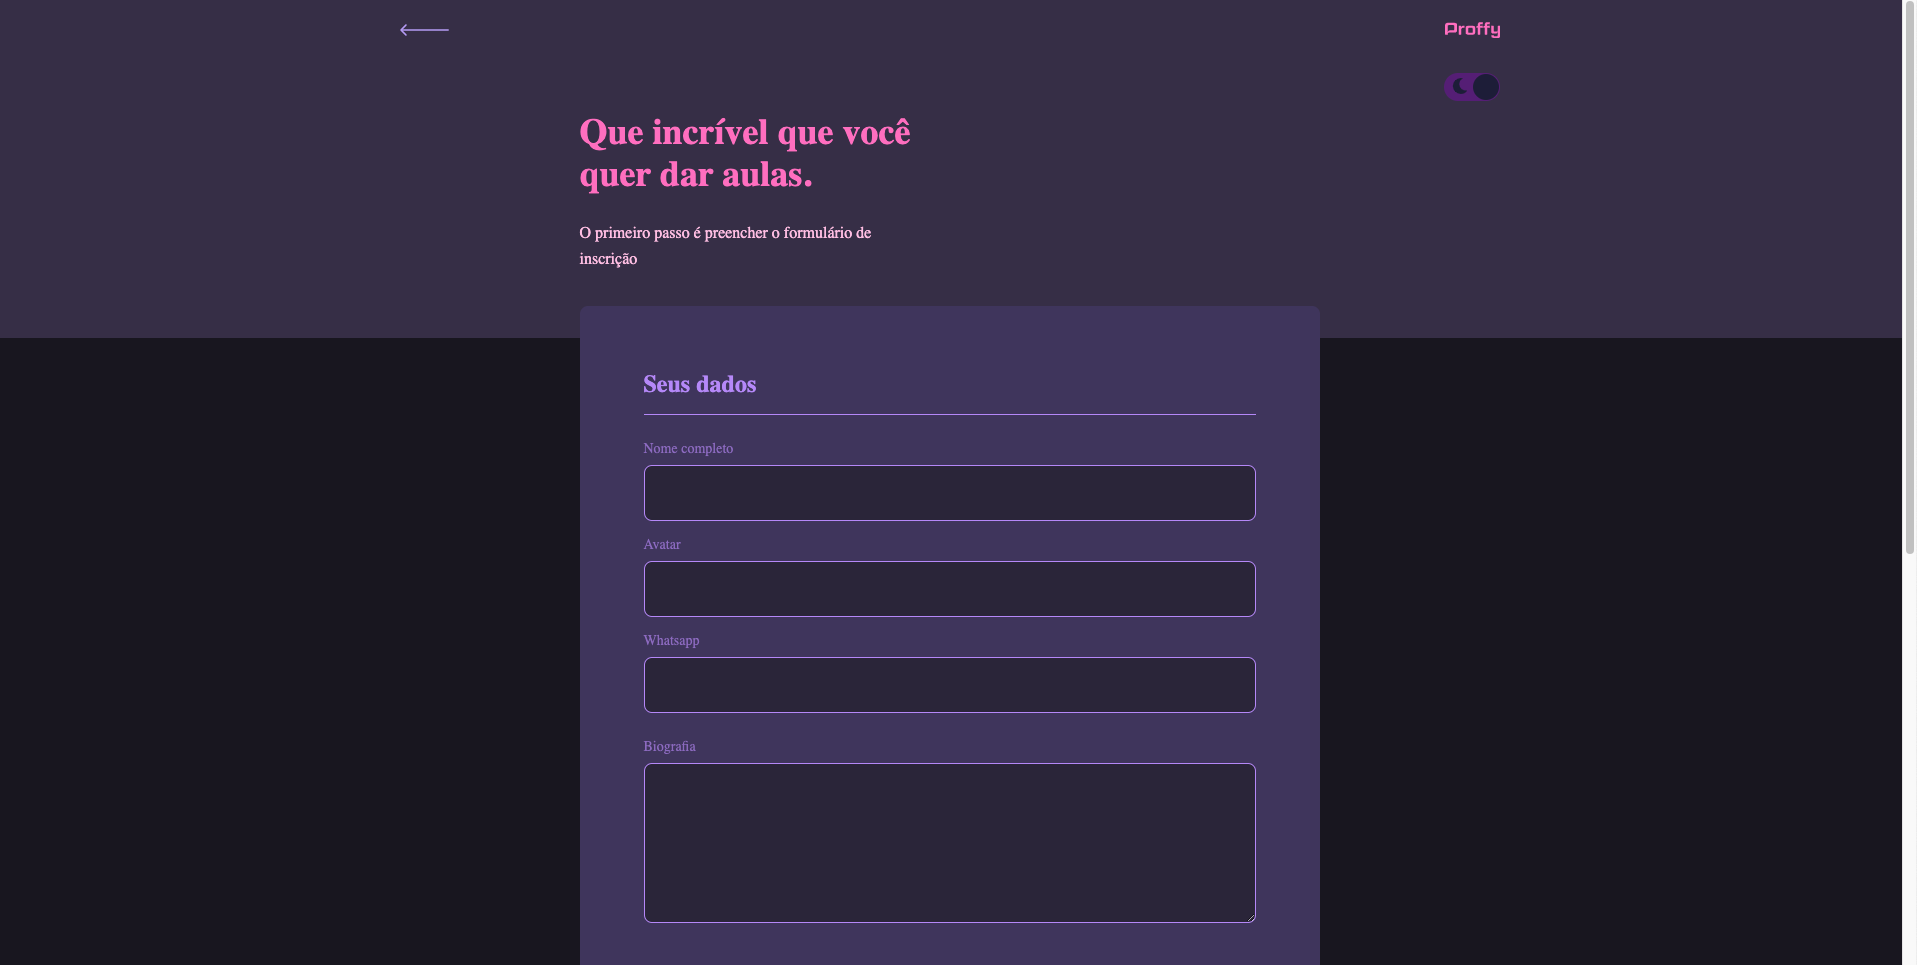 Proffy
Que incrível que você
quer dar aulas.
O primeiro passo é preencher o formulário de
inscrição
Seus dados
Nome completo
Avatar
Whatsapp
Biografia